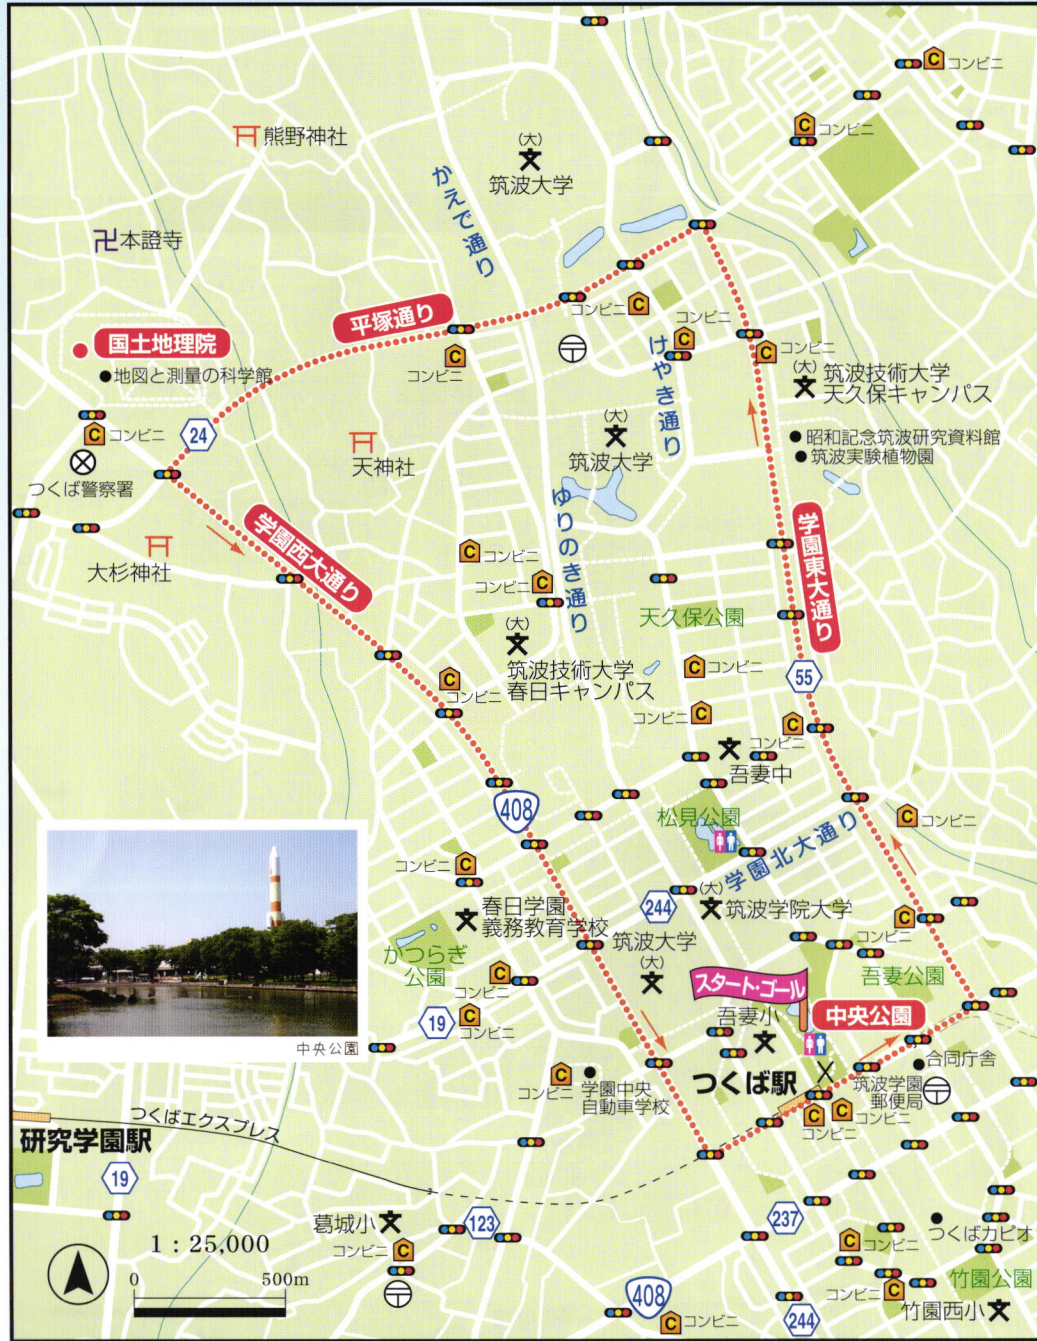 コンビニ
コンビニ
熊野神社
(大)
筑波大学
かえで通り
本證寺
平塚通り
コンビニ
コンビニ
国土地理院
地図と測量の科学館
コンビニ
けやき通り
コンビニ
(大)
筑波技術大学
天久保キャンパス
24
コンビニ
天神社
(大)
筑波大学
昭和記念筑波研究資料館
筑波実験植物園
つくば警察署
学園西大通り
ゆりのき通り
学園東大通り
大杉神社
コンビニ
コンビニ
天久保公園
(大)
筑波技術大学
春日キャンパス
コンビニ
コンビニ
55
コンビニ
コンビニ
吾妻中
408
松見公園
コンビニ
学園北大通り
コンビニ
春日学園
義務教育学校
244
(大)
筑波学院大学
コンビニ
かつらぎ
公園
筑波大学
(大)
吾妻公園
コンビニ
スタート・ゴール
中央公園
19
コンビニ
吾妻小
中央公園
つくば駅
合同庁舎
筑波学園
郵便局
コンビニ
学園中央
自動車学校
コンビニ
コンビニ
つくばエクスプレス
研究学園駅
19
葛城小
123
237
つくばカピオ
1：25,000
コンビニ
コンビニ
0
500m
408
コンビニ
竹園公園
コンビニ
244
竹園西小